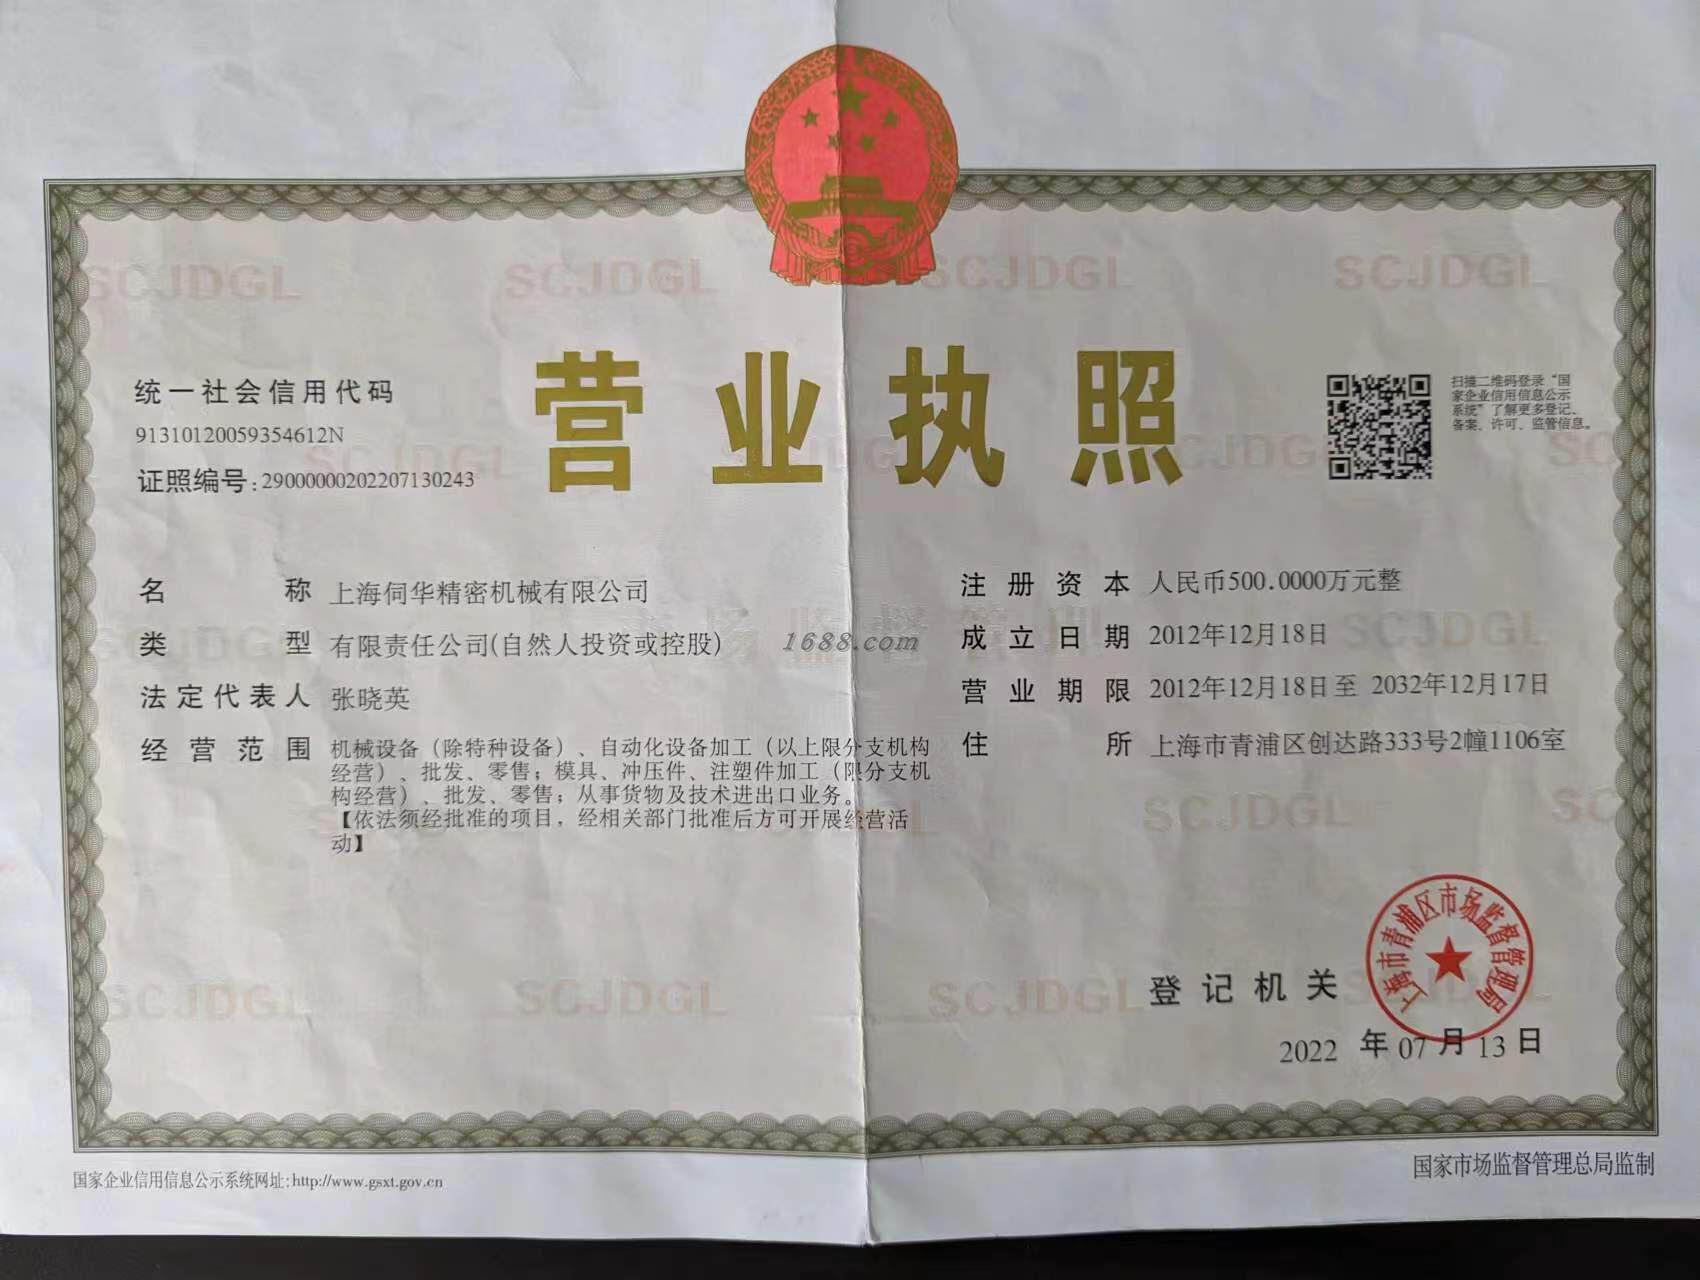 营业执照
统一社会信用代码
91310120059354612N
证照编号:29000000202207130243
扫描二维码登录“国
家企业信用信息公示
系统”了解更多登记、
备案、许可、监管信息。
名称 上海伺华精密机械有限公司
类型 有限责任公司(自然人投资或控股)
法定代表人 张晓英
经营范围 机械设备（除特种设备）、自动化设备加工（以上限分支机构
经营）、批发、零售；模具、冲压件、注塑件加工（限分支机
构经营）、批发、零售；从事货物及技术进出口业务。
【依法须经批准的项目，经相关部门批准后方可开展经营活
动】
1688.com
注册资本 人民币500.0000万元整
成立日期 2012年12月18日
营业期限 2012年12月18日至 2032年12月17日
住所 上海市青浦区创达路333号2幢1106室
登记机关
上海市青浦区市场监督管理局
2022 年 07 月 13 日
国家企业信用信息公示系统网址:http://www.gsxt.gov.cn
国家市场监督管理总局监制
SCJDGL
SCJDGL
SCJDGL
SCJDGL
SCJDGL
SCJDGL
SCJDGL
SCJDGL
SCJDGL